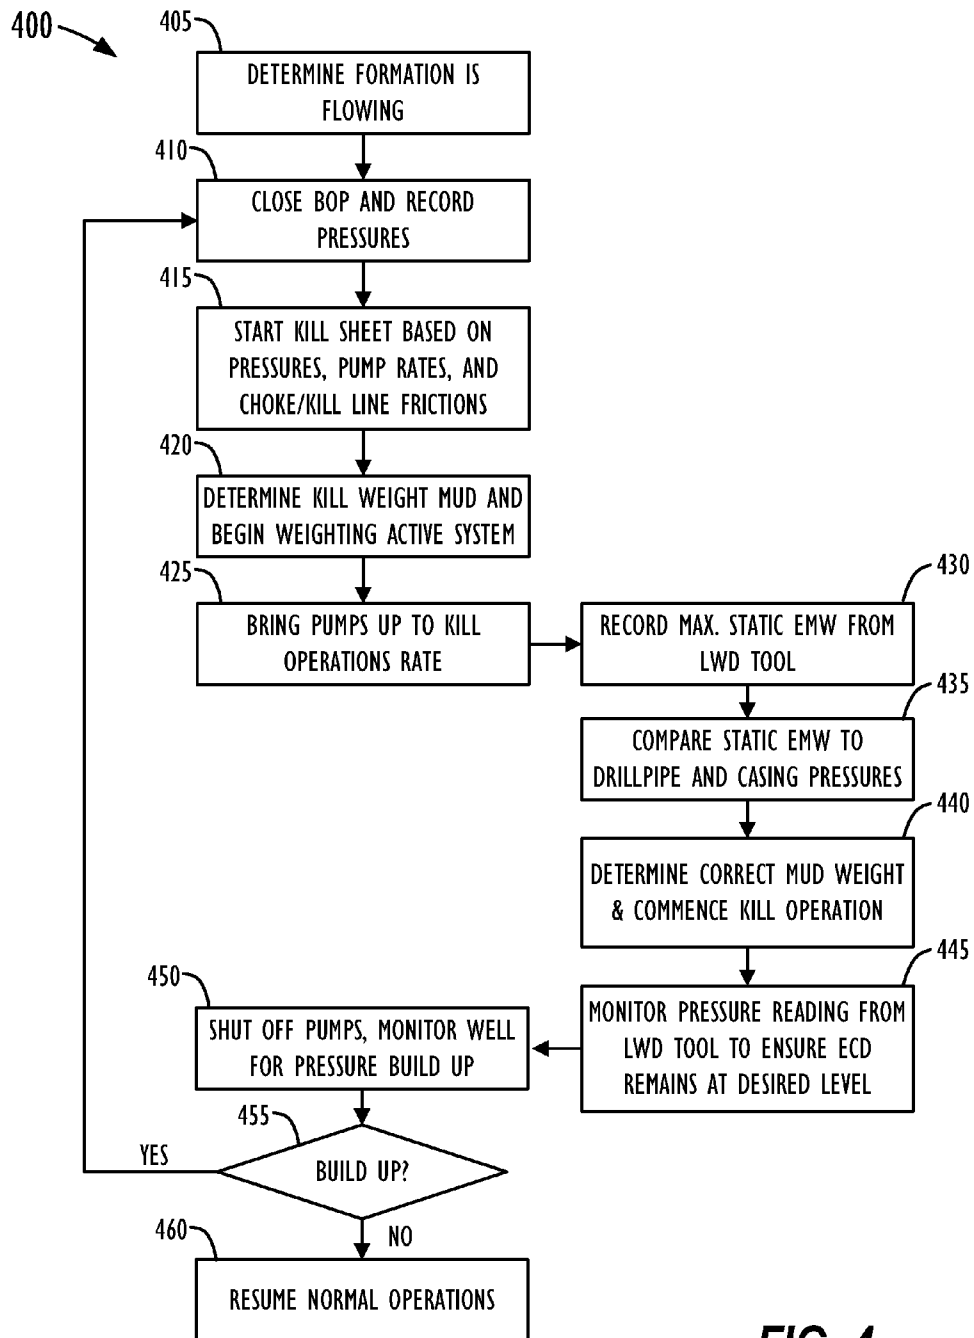 400
405
DETERMINE FORMATION IS
FLOWING
410
CLOSE BOP AND RECORD
PRESSURES
415
START KILL SHEET BASED ON
PRESSURES, PUMP RATES, AND
CHOKE/KILL LINE FRICTIONS
420
DETERMINE KILL WEIGHT MUD AND
BEGIN WEIGHTING ACTIVE SYSTEM
425
BRING PUMPS UP TO KILL
OPERATIONS RATE
430
RECORD MAX. STATIC EMW FROM
LWD TOOL
435
COMPARE STATIC EMW TO
DRILLPIPE AND CASING PRESSURES
440
DETERMINE CORRECT MUD WEIGHT
& COMMENCE KILL OPERATION
445
MONITOR PRESSURE READING FROM
LWD TOOL TO ENSURE ECD
REMAINS AT DESIRED LEVEL
450
SHUT OFF PUMPS, MONITOR WELL
FOR PRESSURE BUILD UP
455
BUILD UP?
YES
NO
460
RESUME NORMAL OPERATIONS
FIG. 4